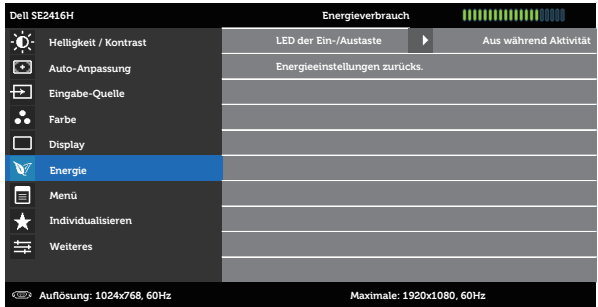 Dell SE2416H Energieverbrauch
Helligkeit / Kontrast LED der Ein-/Austaste Aus während Aktivität
Auto-Anpassung Energieeinstellungen zurücks.
Eingabe-Quelle
Farbe
Display
Energie
Menü
Individualisieren
Weiteres
Auflösung: 1024x768, 60Hz Maximale: 1920x1080, 60Hz